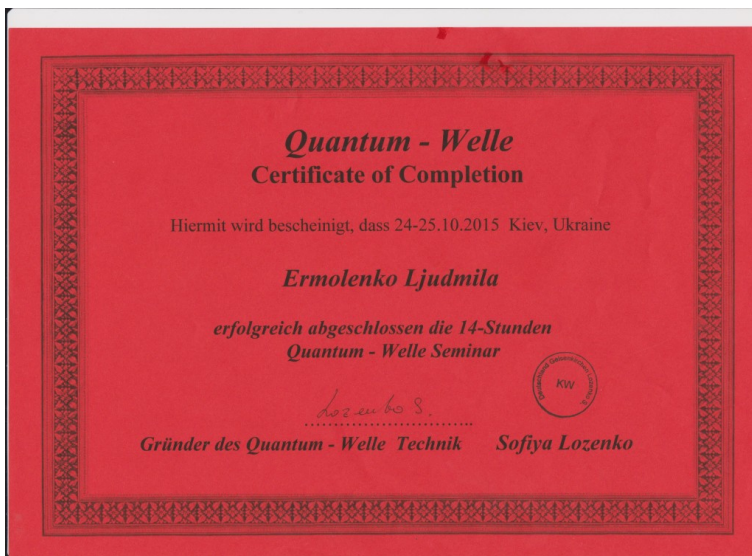 Quantum - Welle
Certificate of Completion
Hiermit wird bescheinigt, dass 24-25.10.2015 Kiev, Ukraine
Ermolenko Ljudmila
erfolgreich abgeschlossen die 14-Stunden
Quantum - Welle Seminar
KW
Lozenko S.
Gründer des Quantum - Welle Technik Sofiya Lozenko